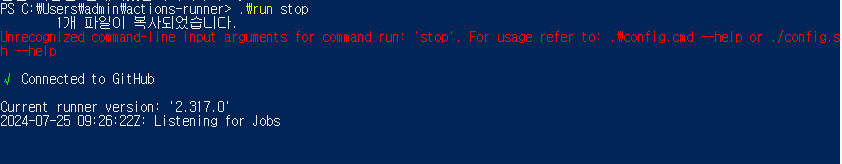 PS C:₩Users₩admin₩actions-runner> .₩run stop
1개 파일이 복사되었습니다.
Unrecognized command-line input arguments for command run: 'stop'. For usage refer to: .₩config.cmd --help or ./config.s
h --help
√ Connected to GitHub
Current runner version: '2.317.0'
2024-07-25 09:26:22Z: Listening for Jobs